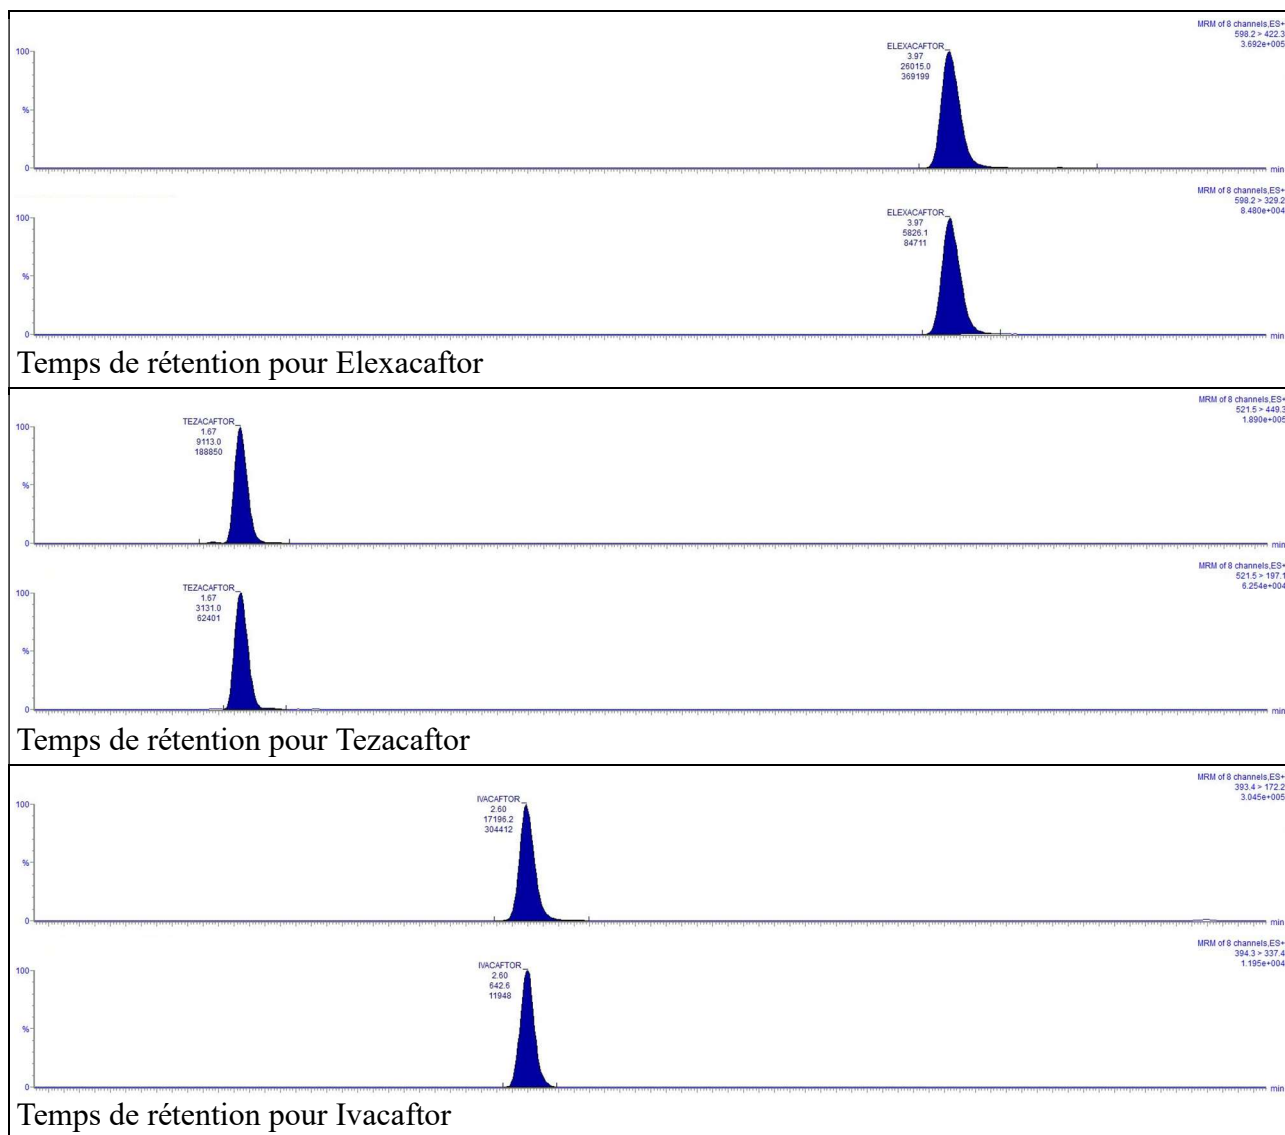 MRM of 8 channels,ES+
598.2 > 422.3
3.692e+005
ELEXACAFTOR
3.97
26015.0
369199
100
%
0
min
MRM of 8 channels,ES+
598.2 > 329.2
8.480e+004
ELEXACAFTOR
3.97
5826.1
84711
100
%
0
min
Temps de rétention pour Elexacaftor
MRM of 8 channels,ES+
521.5 > 449.3
1.890e+005
TEZACAFTOR
1.67
9113.0
188850
100
%
0
min
MRM of 8 channels,ES+
521.5 > 197.1
6.254e+004
TEZACAFTOR
1.67
3131.0
62401
100
%
0
min
Temps de rétention pour Tezacaftor
MRM of 8 channels,ES+
393.4 > 172.2
3.045e+005
IVACAFTOR
2.60
17196.2
304412
100
%
0
min
MRM of 8 channels,ES+
394.3 > 337.4
1.195e+004
IVACAFTOR
2.60
642.6
11948
100
%
0
min
Temps de rétention pour Ivacaftor